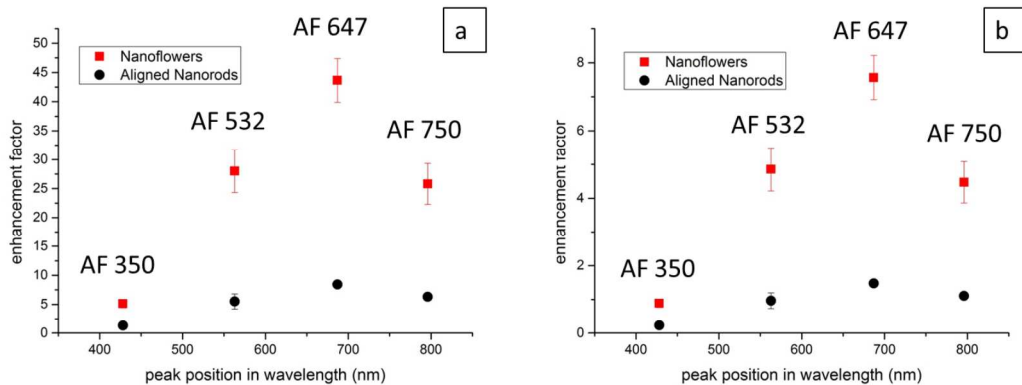 a
AF 647
Nanoflowers
Aligned Nanorods
AF 532
AF 750
AF 350
enhancement factor
50
45
40
35
30
25
20
15
10
5
0
400 500 600 700 800
peak position in wavelength (nm)
b
AF 647
Nanoflowers
Aligned Nanorods
AF 532
AF 750
AF 350
8
6
4
2
0
400 500 600 700 800
peak position in wavelength (nm)